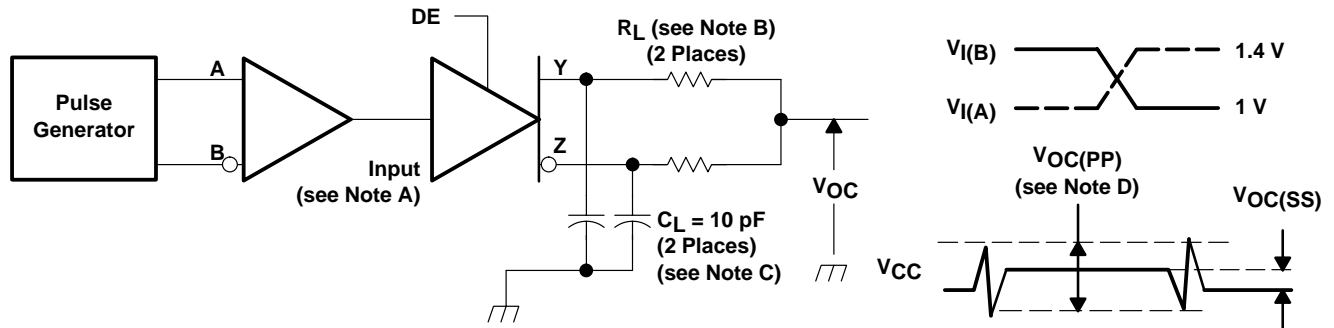 DE
Pulse
Generator
A
B
Input
(see Note A)
Y
Z
RL (see Note B)
(2 Places)
CL = 10 pF
(2 Places)
(see Note C)
VOC
VI(B)
VI(A)
1.4 V
1 V
VOC(PP)
(see Note D)
VOC(SS)
VCC